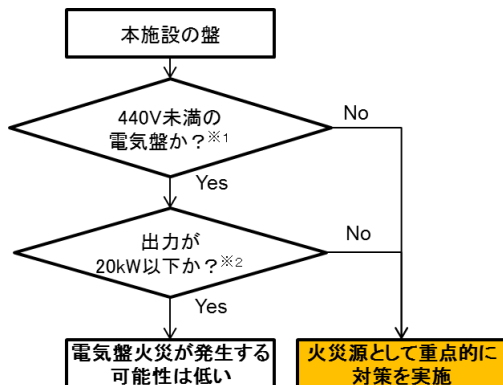 本施設の盤
440V未満の
電気盤か？※1
No
Yes
出力が
20kW以下か？※2
No
Yes
電気盤火災が発生する
可能性は低い
火災源として重点的に
対策を実施